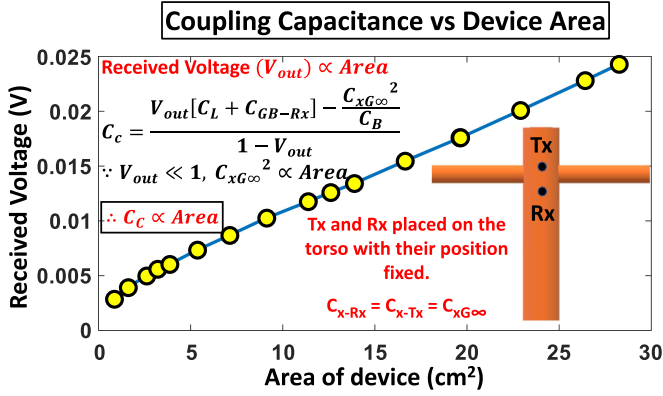 Coupling Capacitance vs Device Area
Received Voltage (V)
0.025
0.02
0.015
0.01
0.005
0
Received Voltage (V_out) ∝ Area
C_c = (V_out[C_L + C_GB−Rx] − C_xG∞² / C_B) / (1 − V_out)
∵ V_out ≪ 1, C_xG∞² ∝ Area
∴ C_C ∝ Area
Tx
Rx
Tx and Rx placed on the
torso with their position
fixed.
C_x-Rx = C_x-Tx = C_xG∞
0 5 10 15 20 25 30
Area of device (cm²)